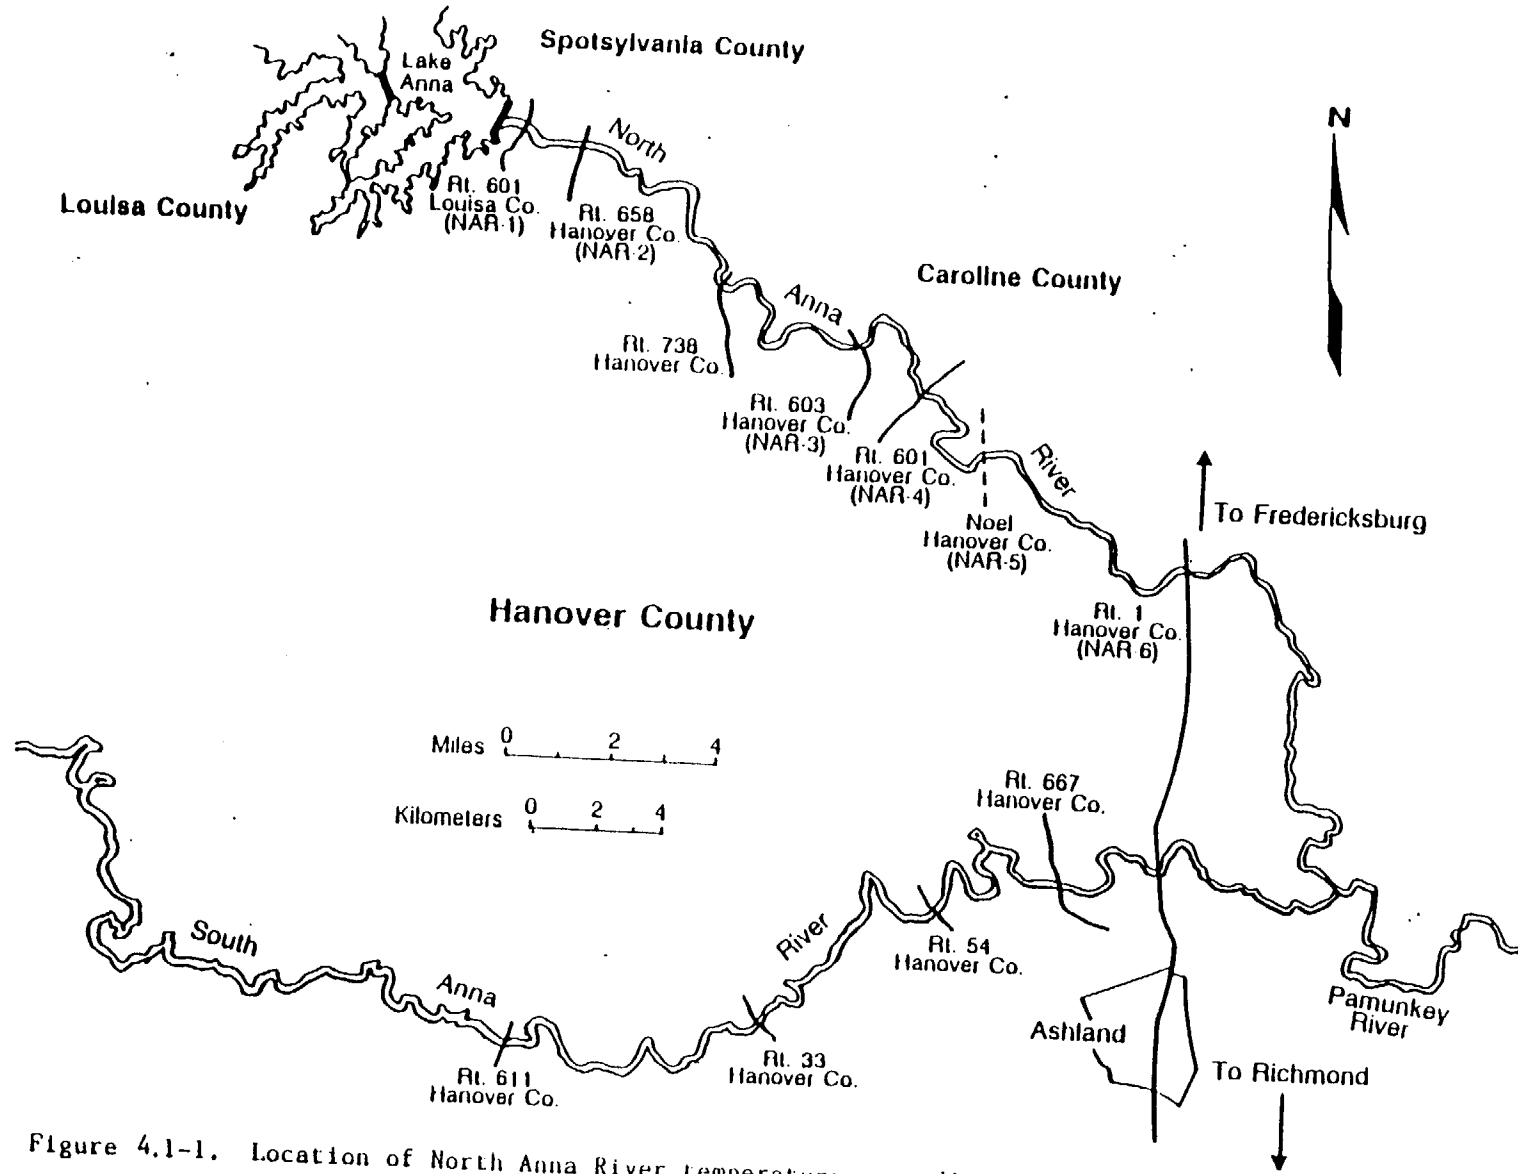 Spotsylvania County
Lake
Anna
North
Louisa County
Rt. 601
Louisa Co.
(NAR-1)
Rt. 658
Hanover Co.
(NAR-2)
N
Caroline County
Anna
Rt. 738
Hanover Co.
Rt. 603
Hanover Co.
(NAR-3)
Rt. 601
Hanover Co.
(NAR-4)
River
Noel
Hanover Co.
(NAR-5)
To Fredericksburg
Rt. 1
Hanover Co.
(NAR-6)
Hanover County
Miles 0 2 4
Kilometers 0 2 4
Rt. 667
Hanover Co.
South
Anna
River
Rt. 54
Hanover Co.
Rt. 33
Hanover Co.
Rt. 611
Hanover Co.
Pamunkey
River
Ashland
To Richmond
Figure 4.1-1. Location of North Anna River